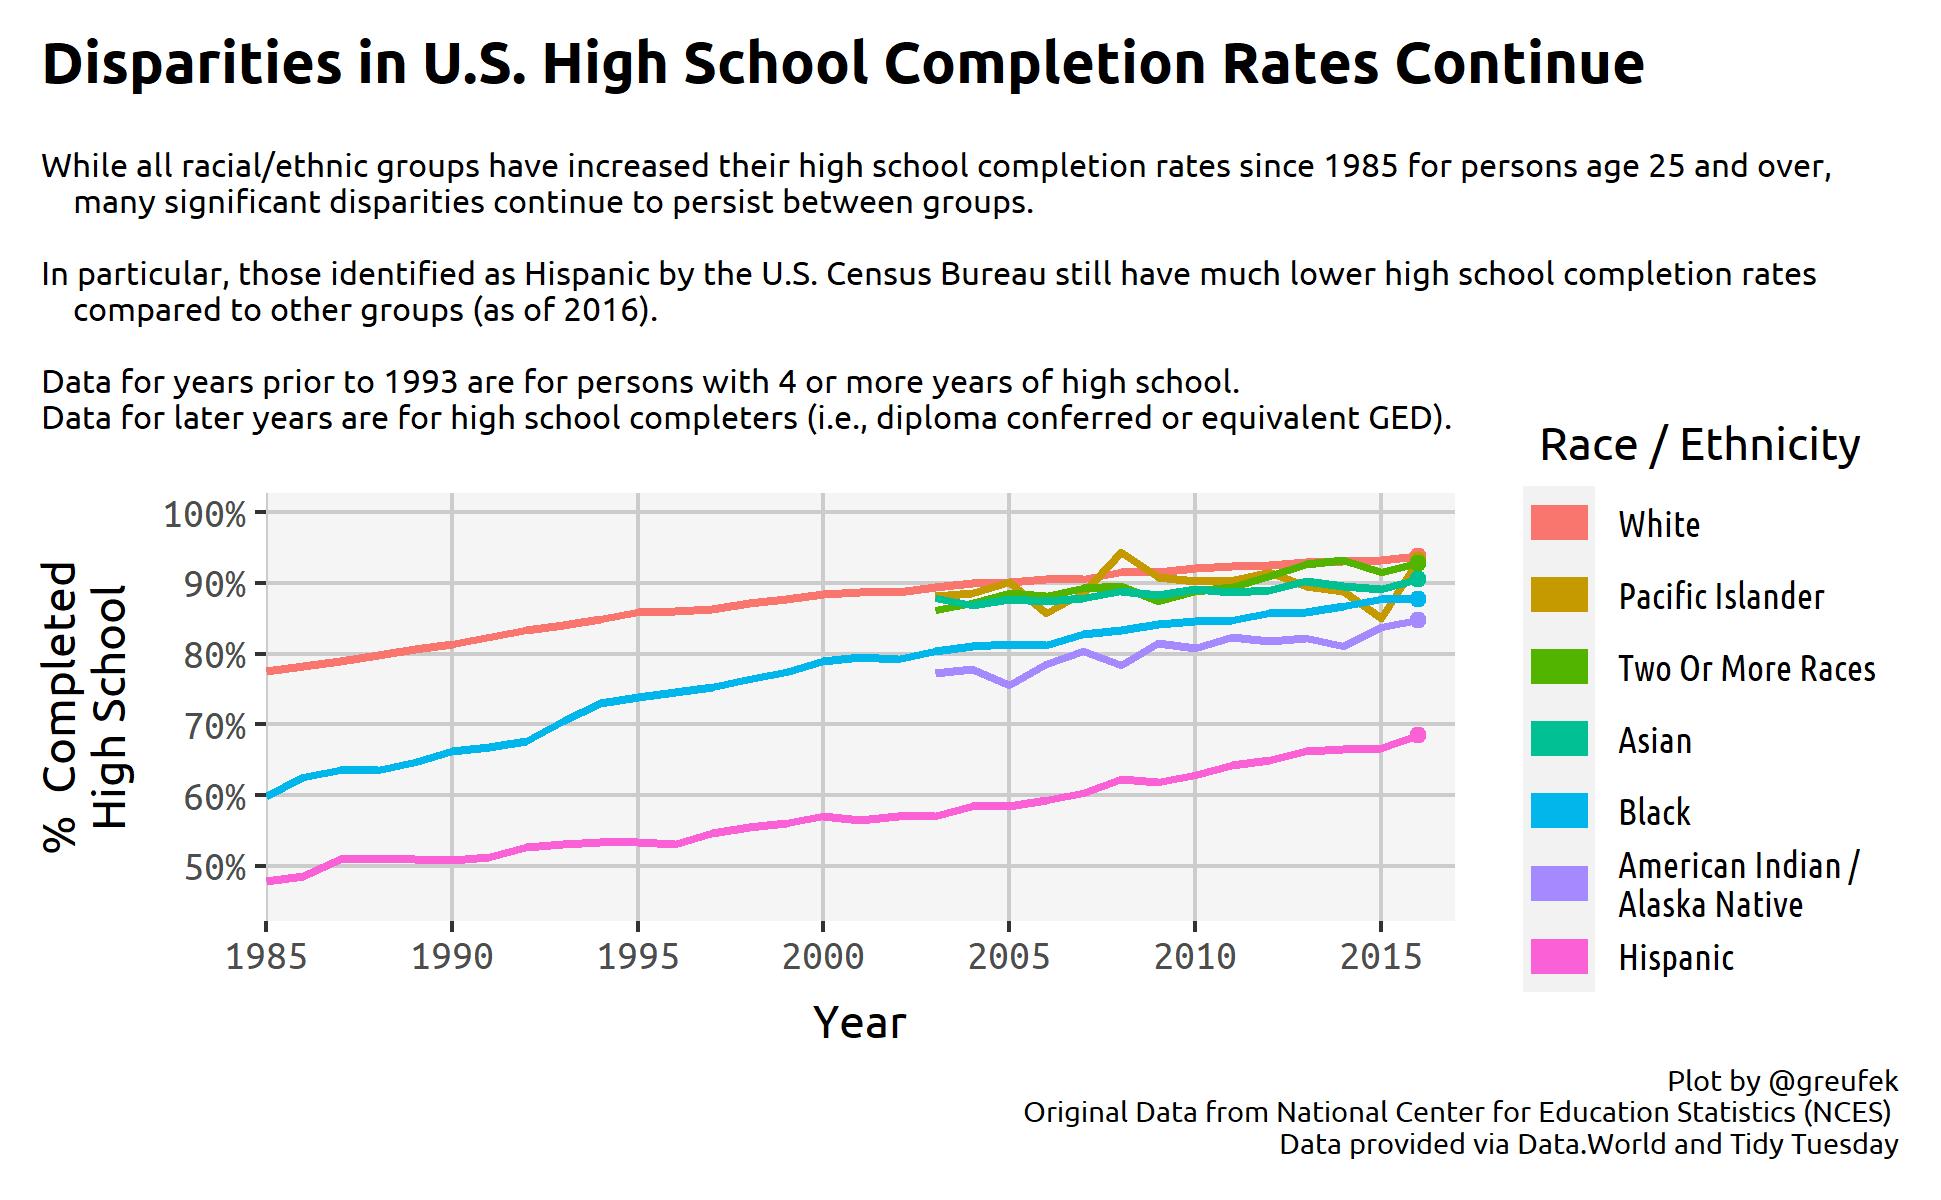 Disparities in U.S. High School Completion Rates Continue
While all racial/ethnic groups have increased their high school completion rates since 1985 for persons age 25 and over,
many significant disparities continue to persist between groups.
In particular, those identified as Hispanic by the U.S. Census Bureau still have much lower high school completion rates
compared to other groups (as of 2016).
Data for years prior to 1993 are for persons with 4 or more years of high school.
Data for later years are for high school completers (i.e., diploma conferred or equivalent GED).
% Completed
High School
100%
90%
80%
70%
60%
50%
1985 1990 1995 2000 2005 2010 2015
Year
Race / Ethnicity
White
Pacific Islander
Two Or More Races
Asian
Black
American Indian /
Alaska Native
Hispanic
Plot by @greufek
Original Data from National Center for Education Statistics (NCES)
Data provided via Data.World and Tidy Tuesday